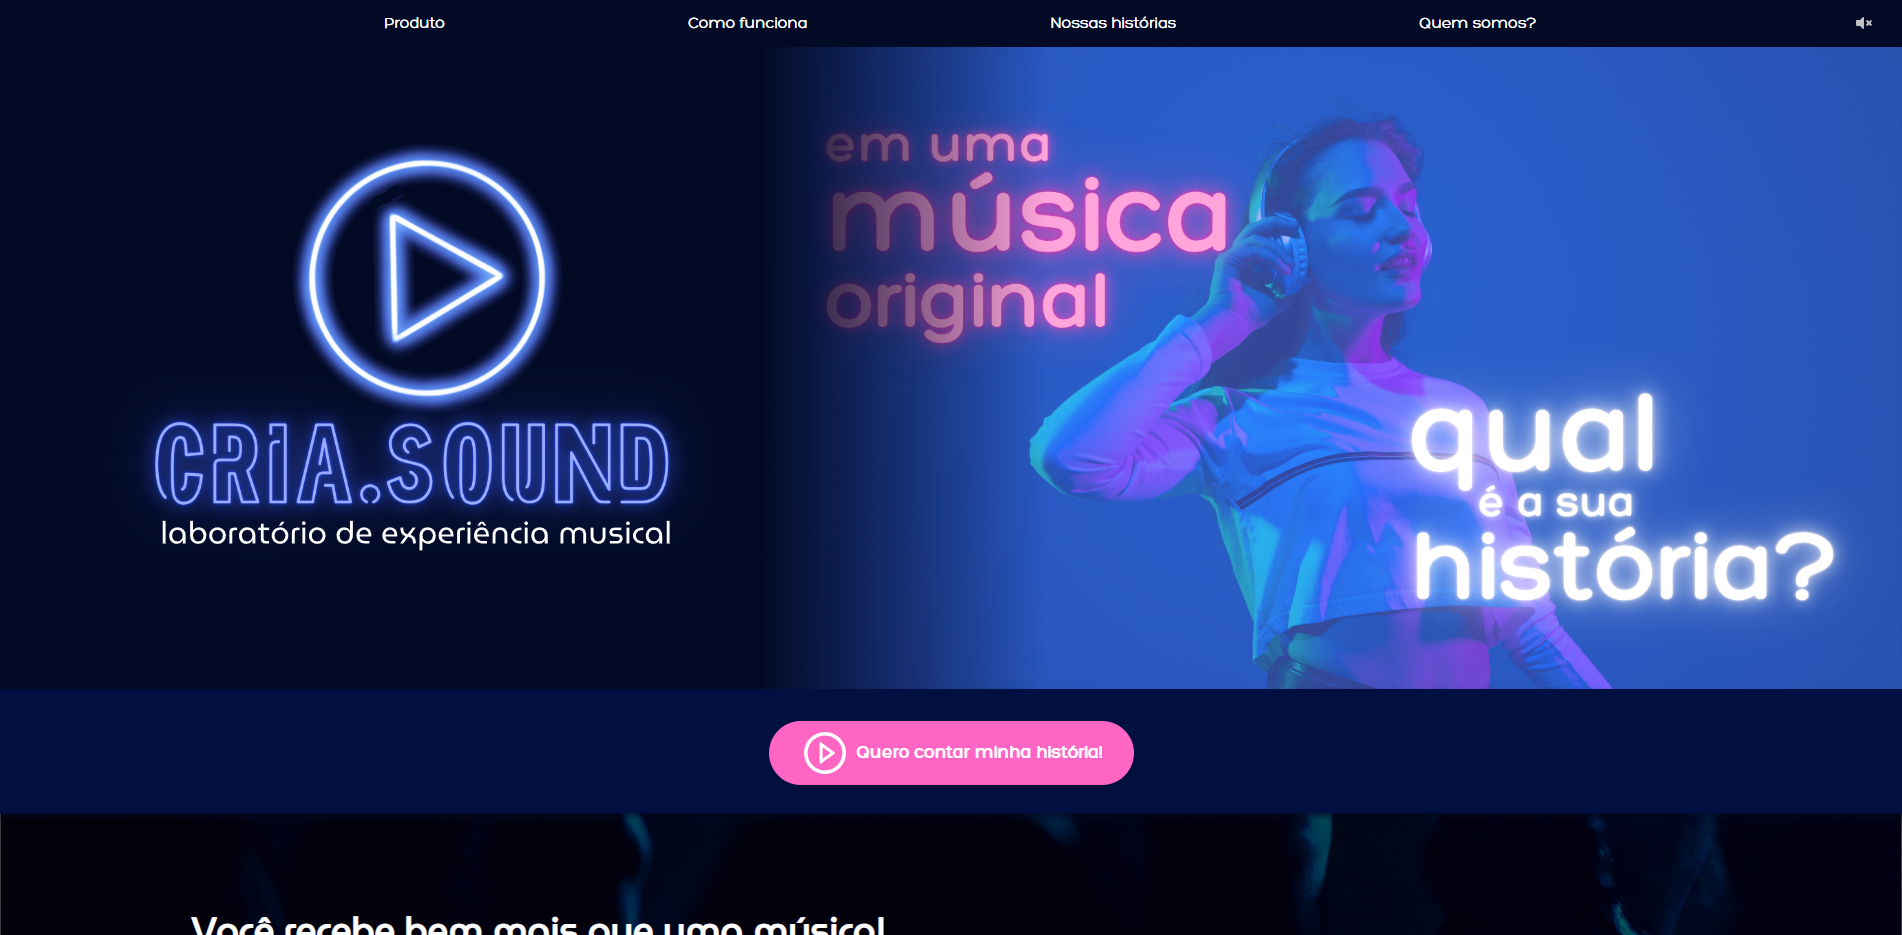 Produto
Como funciona
Nossas histórias
Quem somos?
CRIA.SOUND
laboratório de experiência musical
em uma
música
original
qual
é a sua
história?
Quero contar minha história!
Você recebe bem mais que uma música!